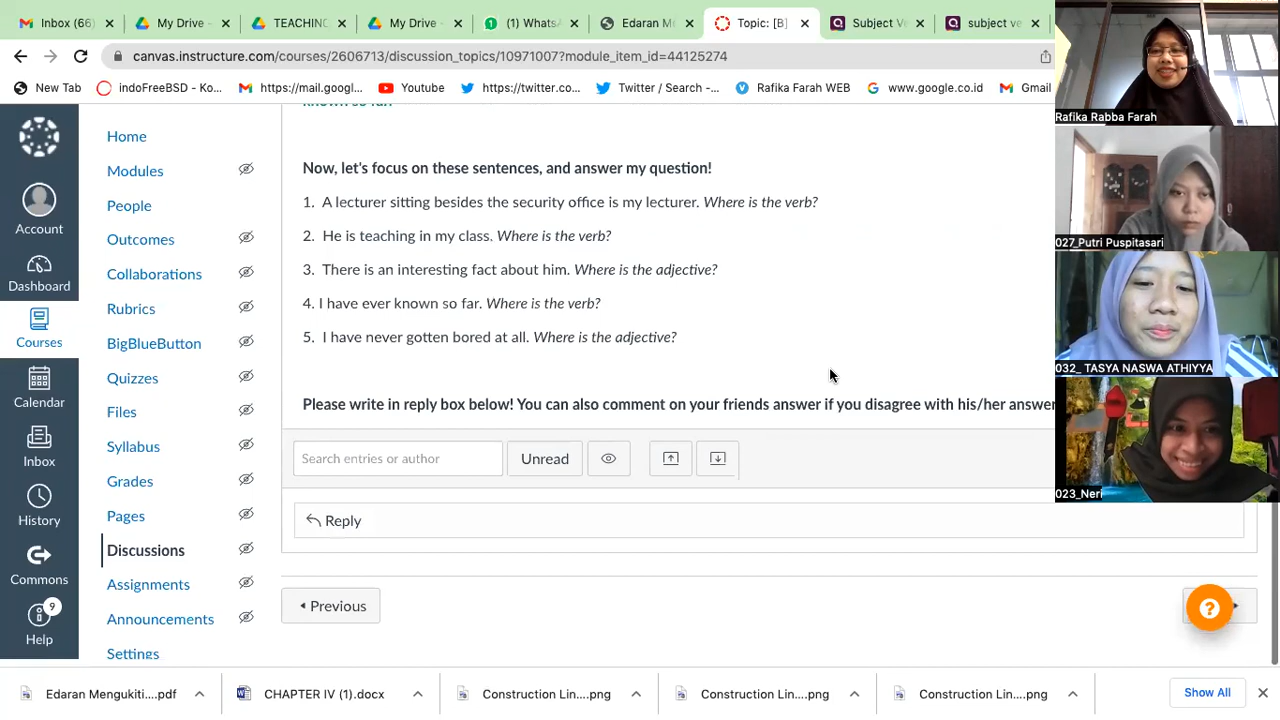 Inbox (66)
My Drive -
TEACHING
My Drive -
(1) WhatsA
Edaran Me
Topic: [B]
Subject Ve
subject ve
canvas.instructure.com/courses/2606713/discussion_topics/10971007?module_item_id=44125274
New Tab
indoFreeBSD - Ko...
https://mail.googl...
Youtube
https://twitter.co...
Twitter / Search -...
Rafika Farah WEB
www.google.co.id
Gmail
Rafika Rabba Farah
known so far
Home
Now, let's focus on these sentences, and answer my question!
Modules
1. A lecturer sitting besides the security office is my lecturer. Where is the verb?
People
Account
2. He is teaching in my class. Where is the verb?
Outcomes
027_Putri Puspitasari
3. There is an interesting fact about him. Where is the adjective?
Collaborations
Dashboard
4. I have ever known so far. Where is the verb?
Rubrics
5. I have never gotten bored at all. Where is the adjective?
Courses
BigBlueButton
032_ TASYA NASWA ATHIYYA
Quizzes
Calendar
Please write in reply box below! You can also comment on your friends answer if you disagree with his/her answer
Files
Syllabus
Search entries or author
Unread
Inbox
Grades
023_Neri
Pages
History
Reply
Discussions
Commons
Assignments
9
Previous
?
Announcements
Help
Settings
Edaran Mengukiti....pdf
CHAPTER IV (1).docx
Construction Lin....png
Construction Lin....png
Construction Lin....png
Show All